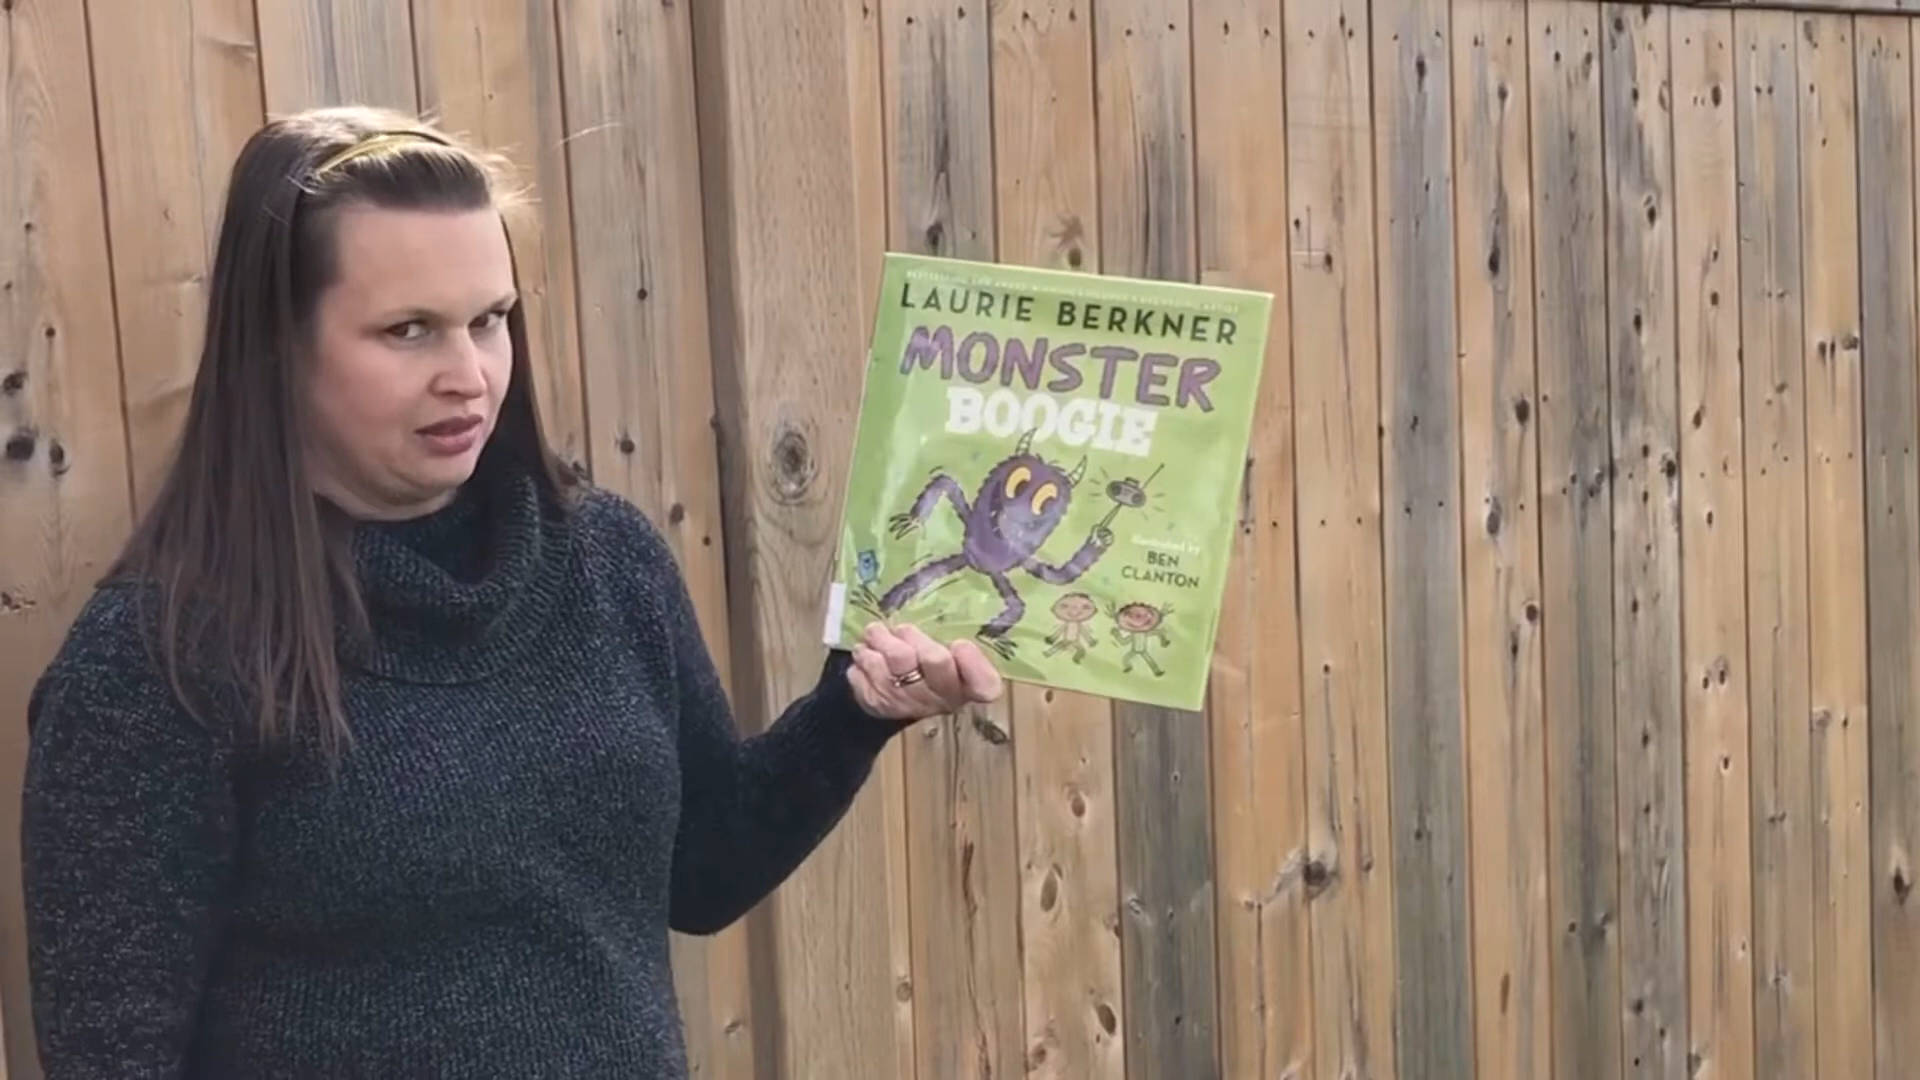 LAURIE BERKNER
MONSTER
BOOGIE
illustrated by
BEN
CLANTON